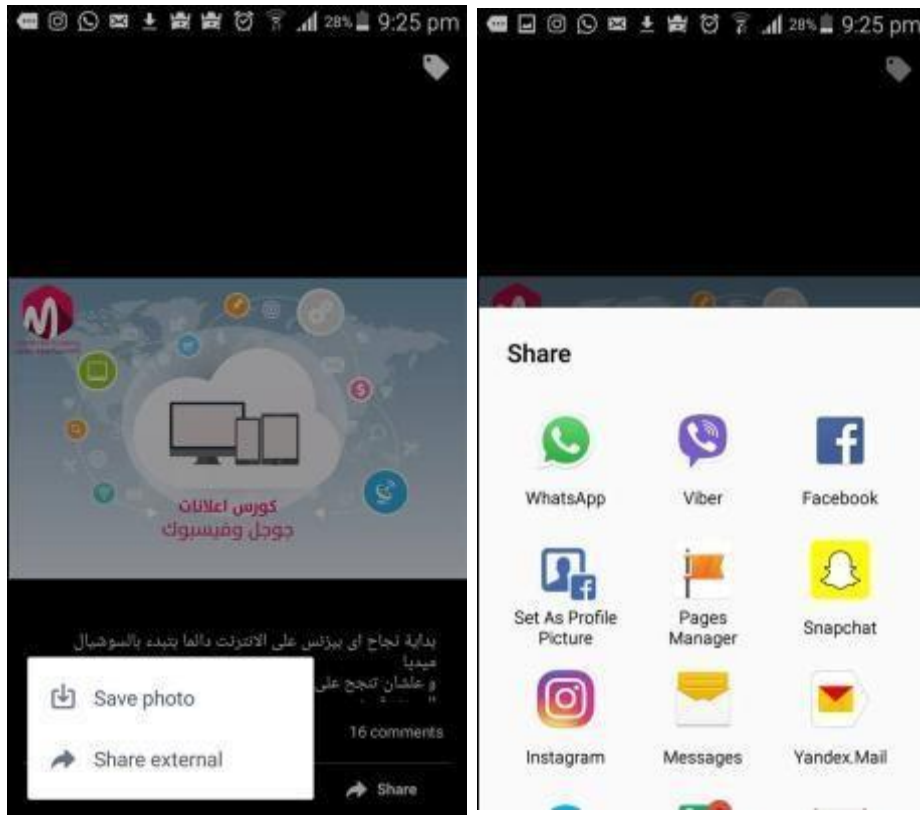 28% 9:25 pm
كورس اعلانات
جوجل وفيسبوك
بداية نجاح اى بيزنس على الانترنت دائما بتبدء بالسوشيال
ميديا
و علشان تنجح على
Save photo
Share external
16 comments
Share
28% 9:25 pm
Share
WhatsApp
Viber
Facebook
Set As Profile
Picture
Pages
Manager
Snapchat
Instagram
Messages
Yandex.Mail